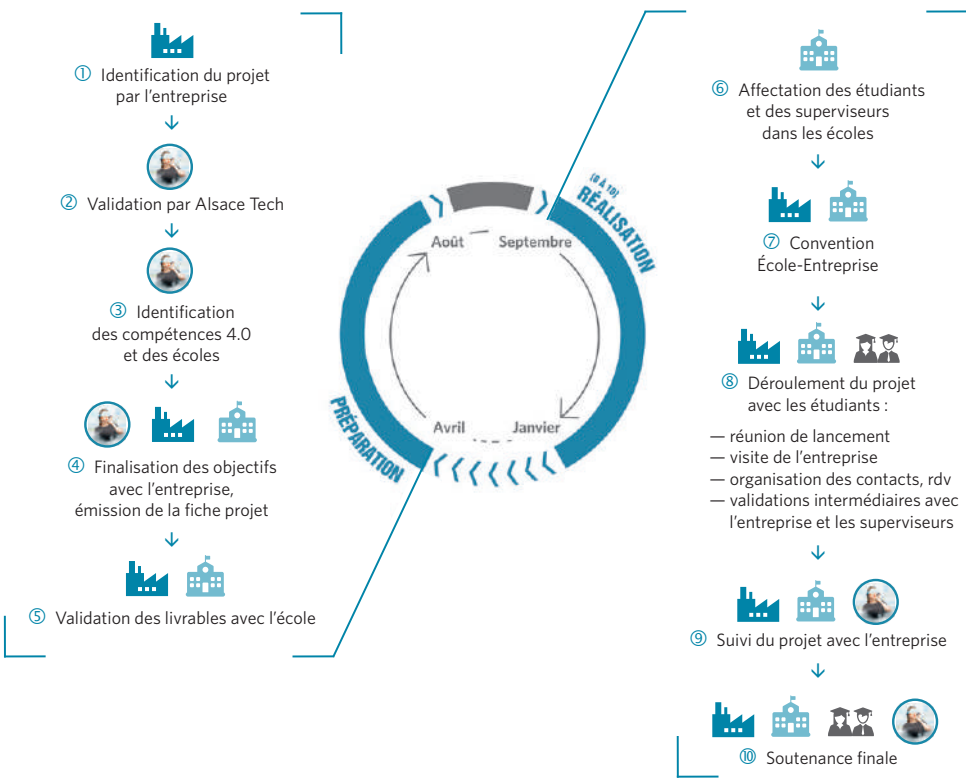 ① Identification du projet
par l'entreprise
② Validation par Alsace Tech
③ Identification
des compétences 4.0
et des écoles
④ Finalisation des objectifs
avec l'entreprise,
émission de la fiche projet
⑤ Validation des livrables avec l'école
PRÉPARATION
Août
Septembre
Avril
Janvier
(6 À 10)
RÉALISATION
⑥ Affectation des étudiants
et des superviseurs
dans les écoles
⑦ Convention
École-Entreprise
⑧ Déroulement du projet
avec les étudiants :
— réunion de lancement
— visite de l'entreprise
— organisation des contacts, rdv
— validations intermédiaires avec
l'entreprise et les superviseurs
⑨ Suivi du projet avec l'entreprise
⑩ Soutenance finale